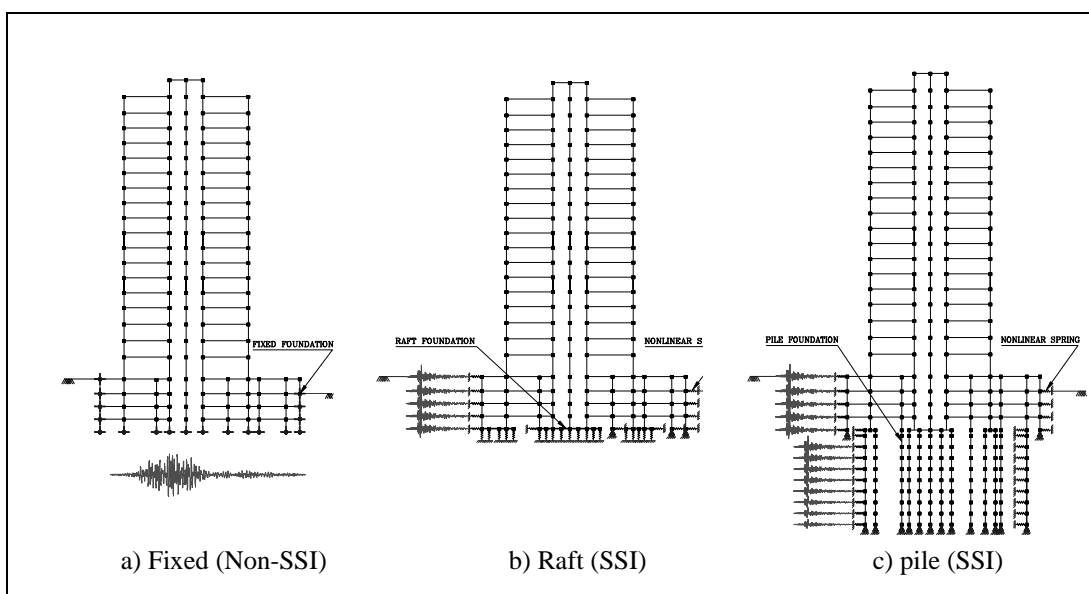 FIXED FOUNDATION
RAFT FOUNDATION
NONLINEAR S
PILE FOUNDATION
NONLINEAR SPRING
a) Fixed (Non-SSI)
b) Raft (SSI)
c) pile (SSI)